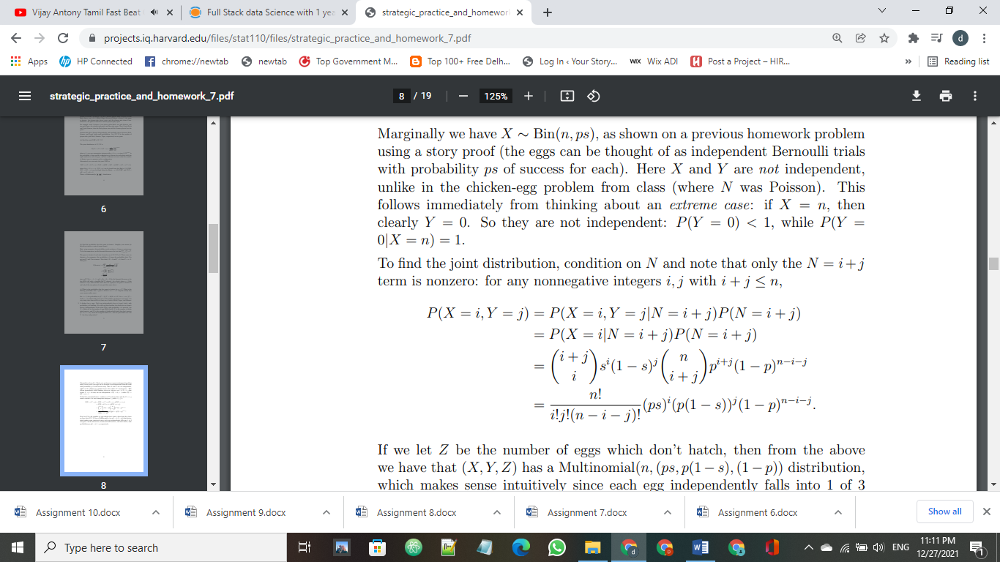 Vijay Antony Tamil Fast Beat
Full Stack data Science with 1 yea
strategic_practice_and_homewor
projects.iq.harvard.edu/files/stat110/files/strategic_practice_and_homework_7.pdf
d
Apps
HP Connected
chrome://newtab
newtab
Top Government M...
Top 100+ Free Delh...
Log In ‹ Your Story...
WIX Wix ADI
Post a Project – HIR...
»
Reading list
strategic_practice_and_homework_7.pdf
8 / 19
125%
6
7
8
Marginally we have X ∼ Bin(n, ps), as shown on a previous homework problem
using a story proof (the eggs can be thought of as independent Bernoulli trials
with probability ps of success for each). Here X and Y are not independent,
unlike in the chicken-egg problem from class (where N was Poisson). This
follows immediately from thinking about an extreme case: if X = n, then
clearly Y = 0. So they are not independent: P(Y = 0) < 1, while P(Y =
0|X = n) = 1.
To find the joint distribution, condition on N and note that only the N = i+j
term is nonzero: for any nonnegative integers i, j with i + j ≤ n,
P(X = i, Y = j) = P(X = i, Y = j|N = i + j)P(N = i + j)
= P(X = i|N = i + j)P(N = i + j)
= \binom{i + j}{i} s^i(1 − s)^j \binom{n}{i + j} p^{i+j}(1 − p)^{n−i−j}
= \frac{n!}{i!j!(n − i − j)!} (ps)^i(p(1 − s))^j(1 − p)^{n−i−j}.
If we let Z be the number of eggs which don't hatch, then from the above
we have that (X, Y, Z) has a Multinomial(n, (ps, p(1 − s), (1 − p)) distribution,
which makes sense intuitively since each egg independently falls into 1 of 3
Assignment 10.docx
Assignment 9.docx
Assignment 8.docx
Assignment 7.docx
Assignment 6.docx
Show all
Type here to search
ENG
11:11 PM
12/27/2021
1